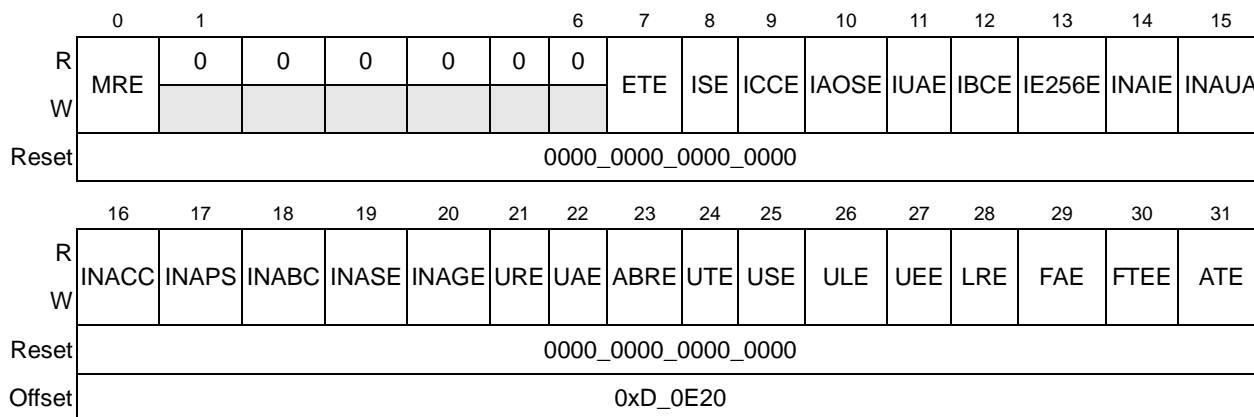 0 1 6 7 8 9 10 11 12 13 14 15
R MRE 0 0 0 0 0 0 ETE ISE ICCE IAOSE IUAE IBCE IE256E INAIE INAUA
W
Reset 0000_0000_0000_0000
16 17 18 19 20 21 22 23 24 25 26 27 28 29 30 31
R INACC INAPS INABC INASE INAGE URE UAE ABRE UTE USE ULE UEE LRE FAE FTEE ATE
W
Reset 0000_0000_0000_0000
Offset 0xD_0E20